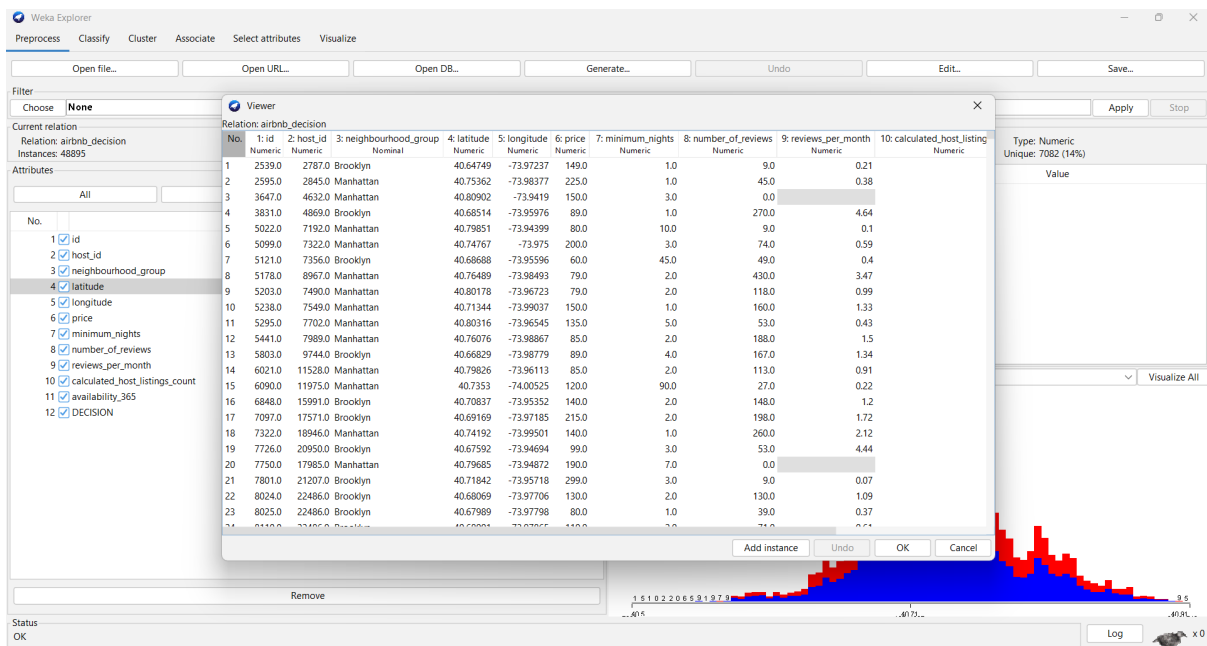 Weka Explorer
Preprocess Classify Cluster Associate Select attributes Visualize
Open file... Open URL... Open DB... Generate... Undo Edit... Save...
Filter
Choose None Apply Stop
Current relation
Relation: airbnb_decision
Instances: 48895
Type: Numeric
Unique: 7082 (14%)
Value
Attributes
All
No.
1 id
2 host_id
3 neighbourhood_group
4 latitude
5 longitude
6 price
7 minimum_nights
8 number_of_reviews
9 reviews_per_month
10 calculated_host_listings_count
11 availability_365
12 DECISION
Remove
Viewer
Relation: airbnb_decision
No. 1: id 2: host_id 3: neighbourhood_group 4: latitude 5: longitude 6: price 7: minimum_nights 8: number_of_reviews 9: reviews_per_month 10: calculated_host_listing
Numeric Numeric Nominal Numeric Numeric Numeric Numeric Numeric Numeric Numeric
1 2539.0 2787.0 Brooklyn 40.64749 -73.97237 149.0 1.0 9.0 0.21
2 2595.0 2845.0 Manhattan 40.75362 -73.98377 225.0 1.0 45.0 0.38
3 3647.0 4632.0 Manhattan 40.80902 -73.9419 150.0 3.0 0.0
4 3831.0 4869.0 Brooklyn 40.68514 -73.95976 89.0 1.0 270.0 4.64
5 5022.0 7192.0 Manhattan 40.79851 -73.94399 80.0 10.0 9.0 0.1
6 5099.0 7322.0 Manhattan 40.74767 -73.975 200.0 3.0 74.0 0.59
7 5121.0 7356.0 Brooklyn 40.68688 -73.95596 60.0 45.0 49.0 0.4
8 5178.0 8967.0 Manhattan 40.76489 -73.98493 79.0 2.0 430.0 3.47
9 5203.0 7490.0 Manhattan 40.80178 -73.96723 79.0 2.0 118.0 0.99
10 5238.0 7549.0 Manhattan 40.71344 -73.99037 150.0 1.0 160.0 1.33
11 5295.0 7702.0 Manhattan 40.80316 -73.96545 135.0 5.0 53.0 0.43
12 5441.0 7989.0 Manhattan 40.76076 -73.98867 85.0 2.0 188.0 1.5
13 5803.0 9744.0 Brooklyn 40.66829 -73.98779 89.0 4.0 167.0 1.34
14 6021.0 11528.0 Manhattan 40.79826 -73.96113 85.0 2.0 113.0 0.91
15 6090.0 11975.0 Manhattan 40.7353 -74.00525 120.0 90.0 27.0 0.22
16 6848.0 15991.0 Brooklyn 40.70837 -73.95352 140.0 2.0 148.0 1.2
17 7097.0 17571.0 Brooklyn 40.69169 -73.97185 215.0 2.0 198.0 1.72
18 7322.0 18946.0 Manhattan 40.74192 -73.99501 140.0 1.0 260.0 2.12
19 7726.0 20950.0 Brooklyn 40.67592 -73.94694 99.0 3.0 53.0 4.44
20 7750.0 17985.0 Manhattan 40.79685 -73.94872 190.0 7.0 0.0
21 7801.0 21207.0 Brooklyn 40.71842 -73.95718 299.0 3.0 9.0 0.07
22 8024.0 22486.0 Brooklyn 40.68069 -73.97706 130.0 2.0 130.0 1.09
23 8025.0 22486.0 Brooklyn 40.67989 -73.97798 80.0 1.0 39.0 0.37
Add instance Undo OK Cancel
Visualize All
1 5 1 0 2 2 0 6 5 9 1 9 7 9 9 5
Status
OK
Log x 0